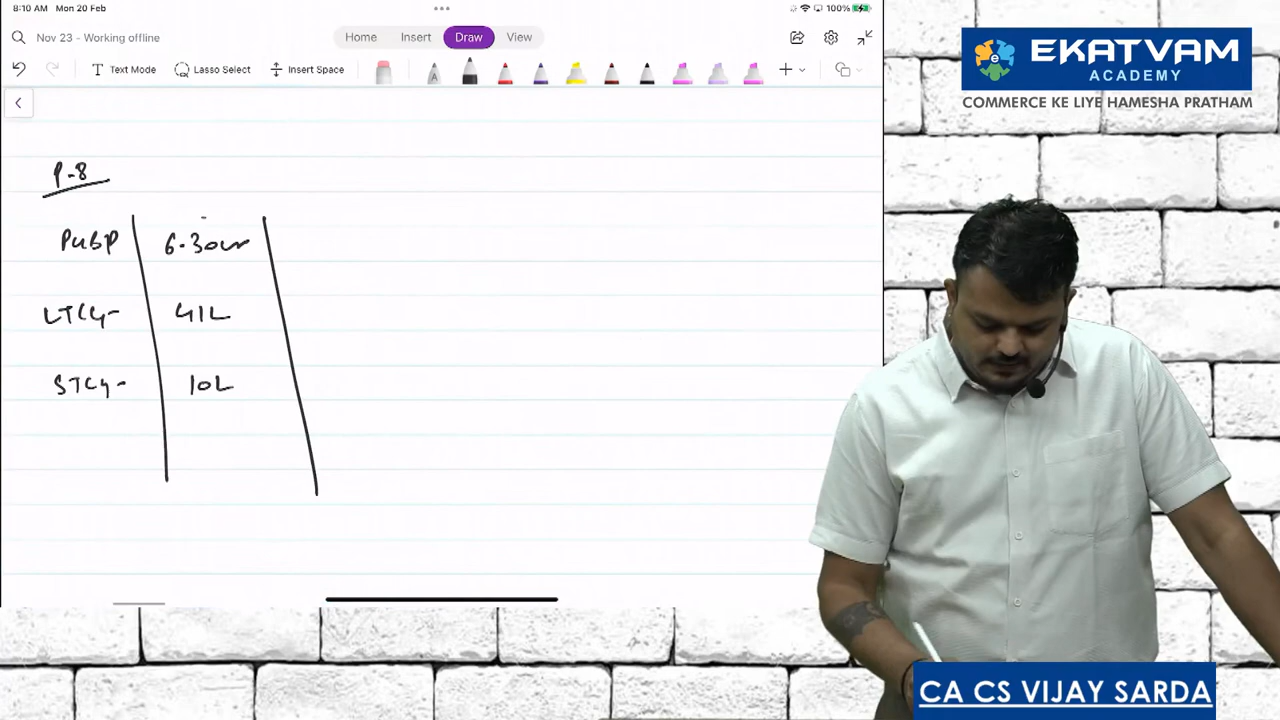 8:10 AM Mon 20 Feb
100%
Nov 23 - Working offline
Home Insert Draw View
Text Mode Lasso Select Insert Space
P-8
PGBP 6.30cr
LTCG- 41L
STCG- 10L
EKATVAM
ACADEMY
COMMERCE KE LIYE HAMESHA PRATHAM
CA CS VIJAY SARDA